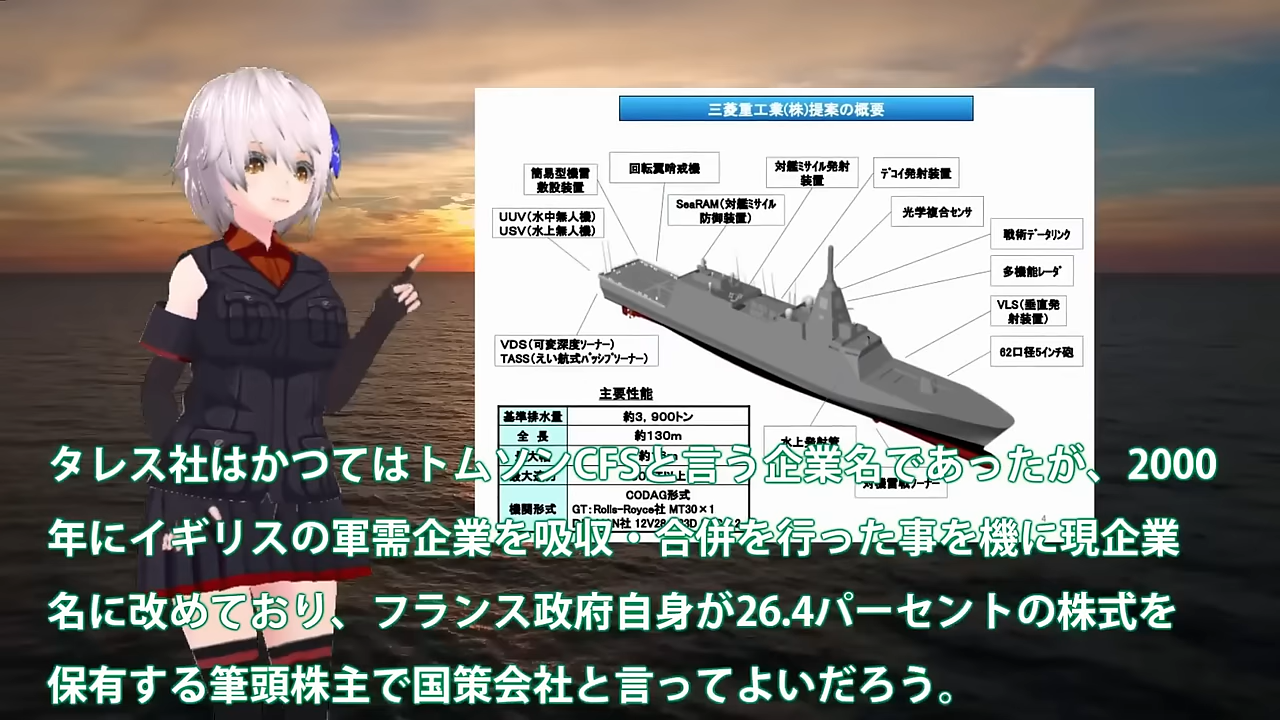 三菱重工業(株)提案の概要
簡易型機雷
敷設装置
回転翼哨戒機
対艦ミサイル発射
装置
デコイ発射装置
UUV(水中無人機)
USV(水上無人機)
SeaRAM(対艦ミサイル
防御装置)
光学複合センサ
戦術データリンク
多機能レーダ
VLS(垂直発
射装置)
62口径5インチ砲
VDS(可変深度ソーナー)
TASS(えい航式パッシブソーナー)
主要性能
基準排水量 約3,900トン
全長 約130m
CODAG形式
機関形式 GT:Rolls-Royce社 MT30×1
4
タレス社はかつてはトムソンCFSと言う企業名であったが、2000
年にイギリスの軍需企業を吸収・合併を行った事を機に現企業
名に改めており、フランス政府自身が26.4パーセントの株式を
保有する筆頭株主で国策会社と言ってよいだろう。